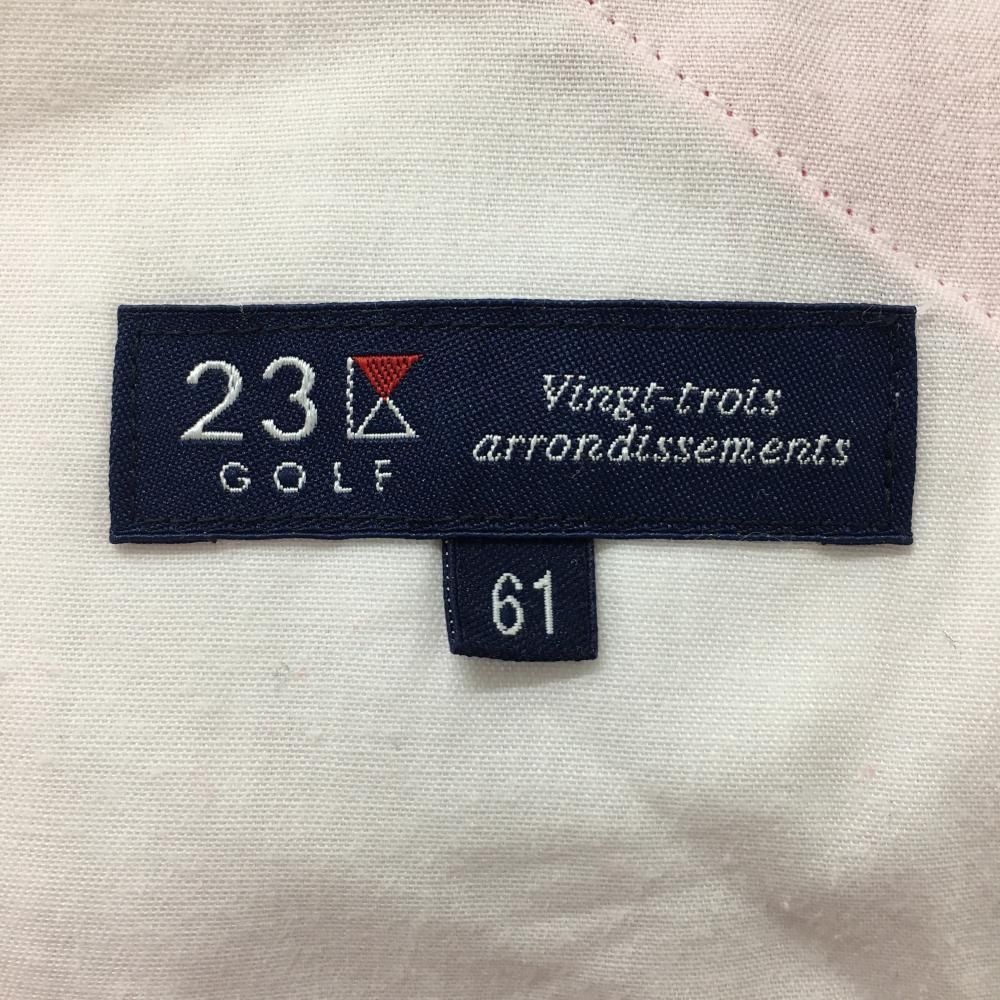 23
GOLF
Vingt-trois
arrondissements
61